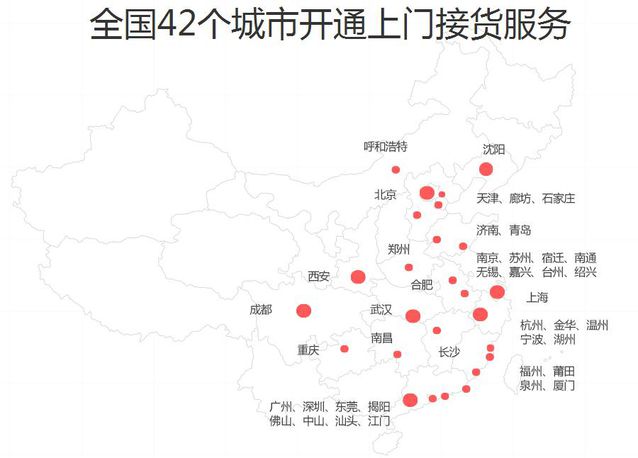 全国42个城市开通上门接货服务
呼和浩特
沈阳
北京
天津、廊坊、石家庄
济南、青岛
郑州
南京、苏州、宿迁、南通
无锡、嘉兴、台州、绍兴
西安
合肥
上海
成都
武汉
杭州、金华、温州
宁波、湖州
南昌
重庆
长沙
福州、莆田
泉州、厦门
广州、深圳、东莞、揭阳
佛山、中山、汕头、江门